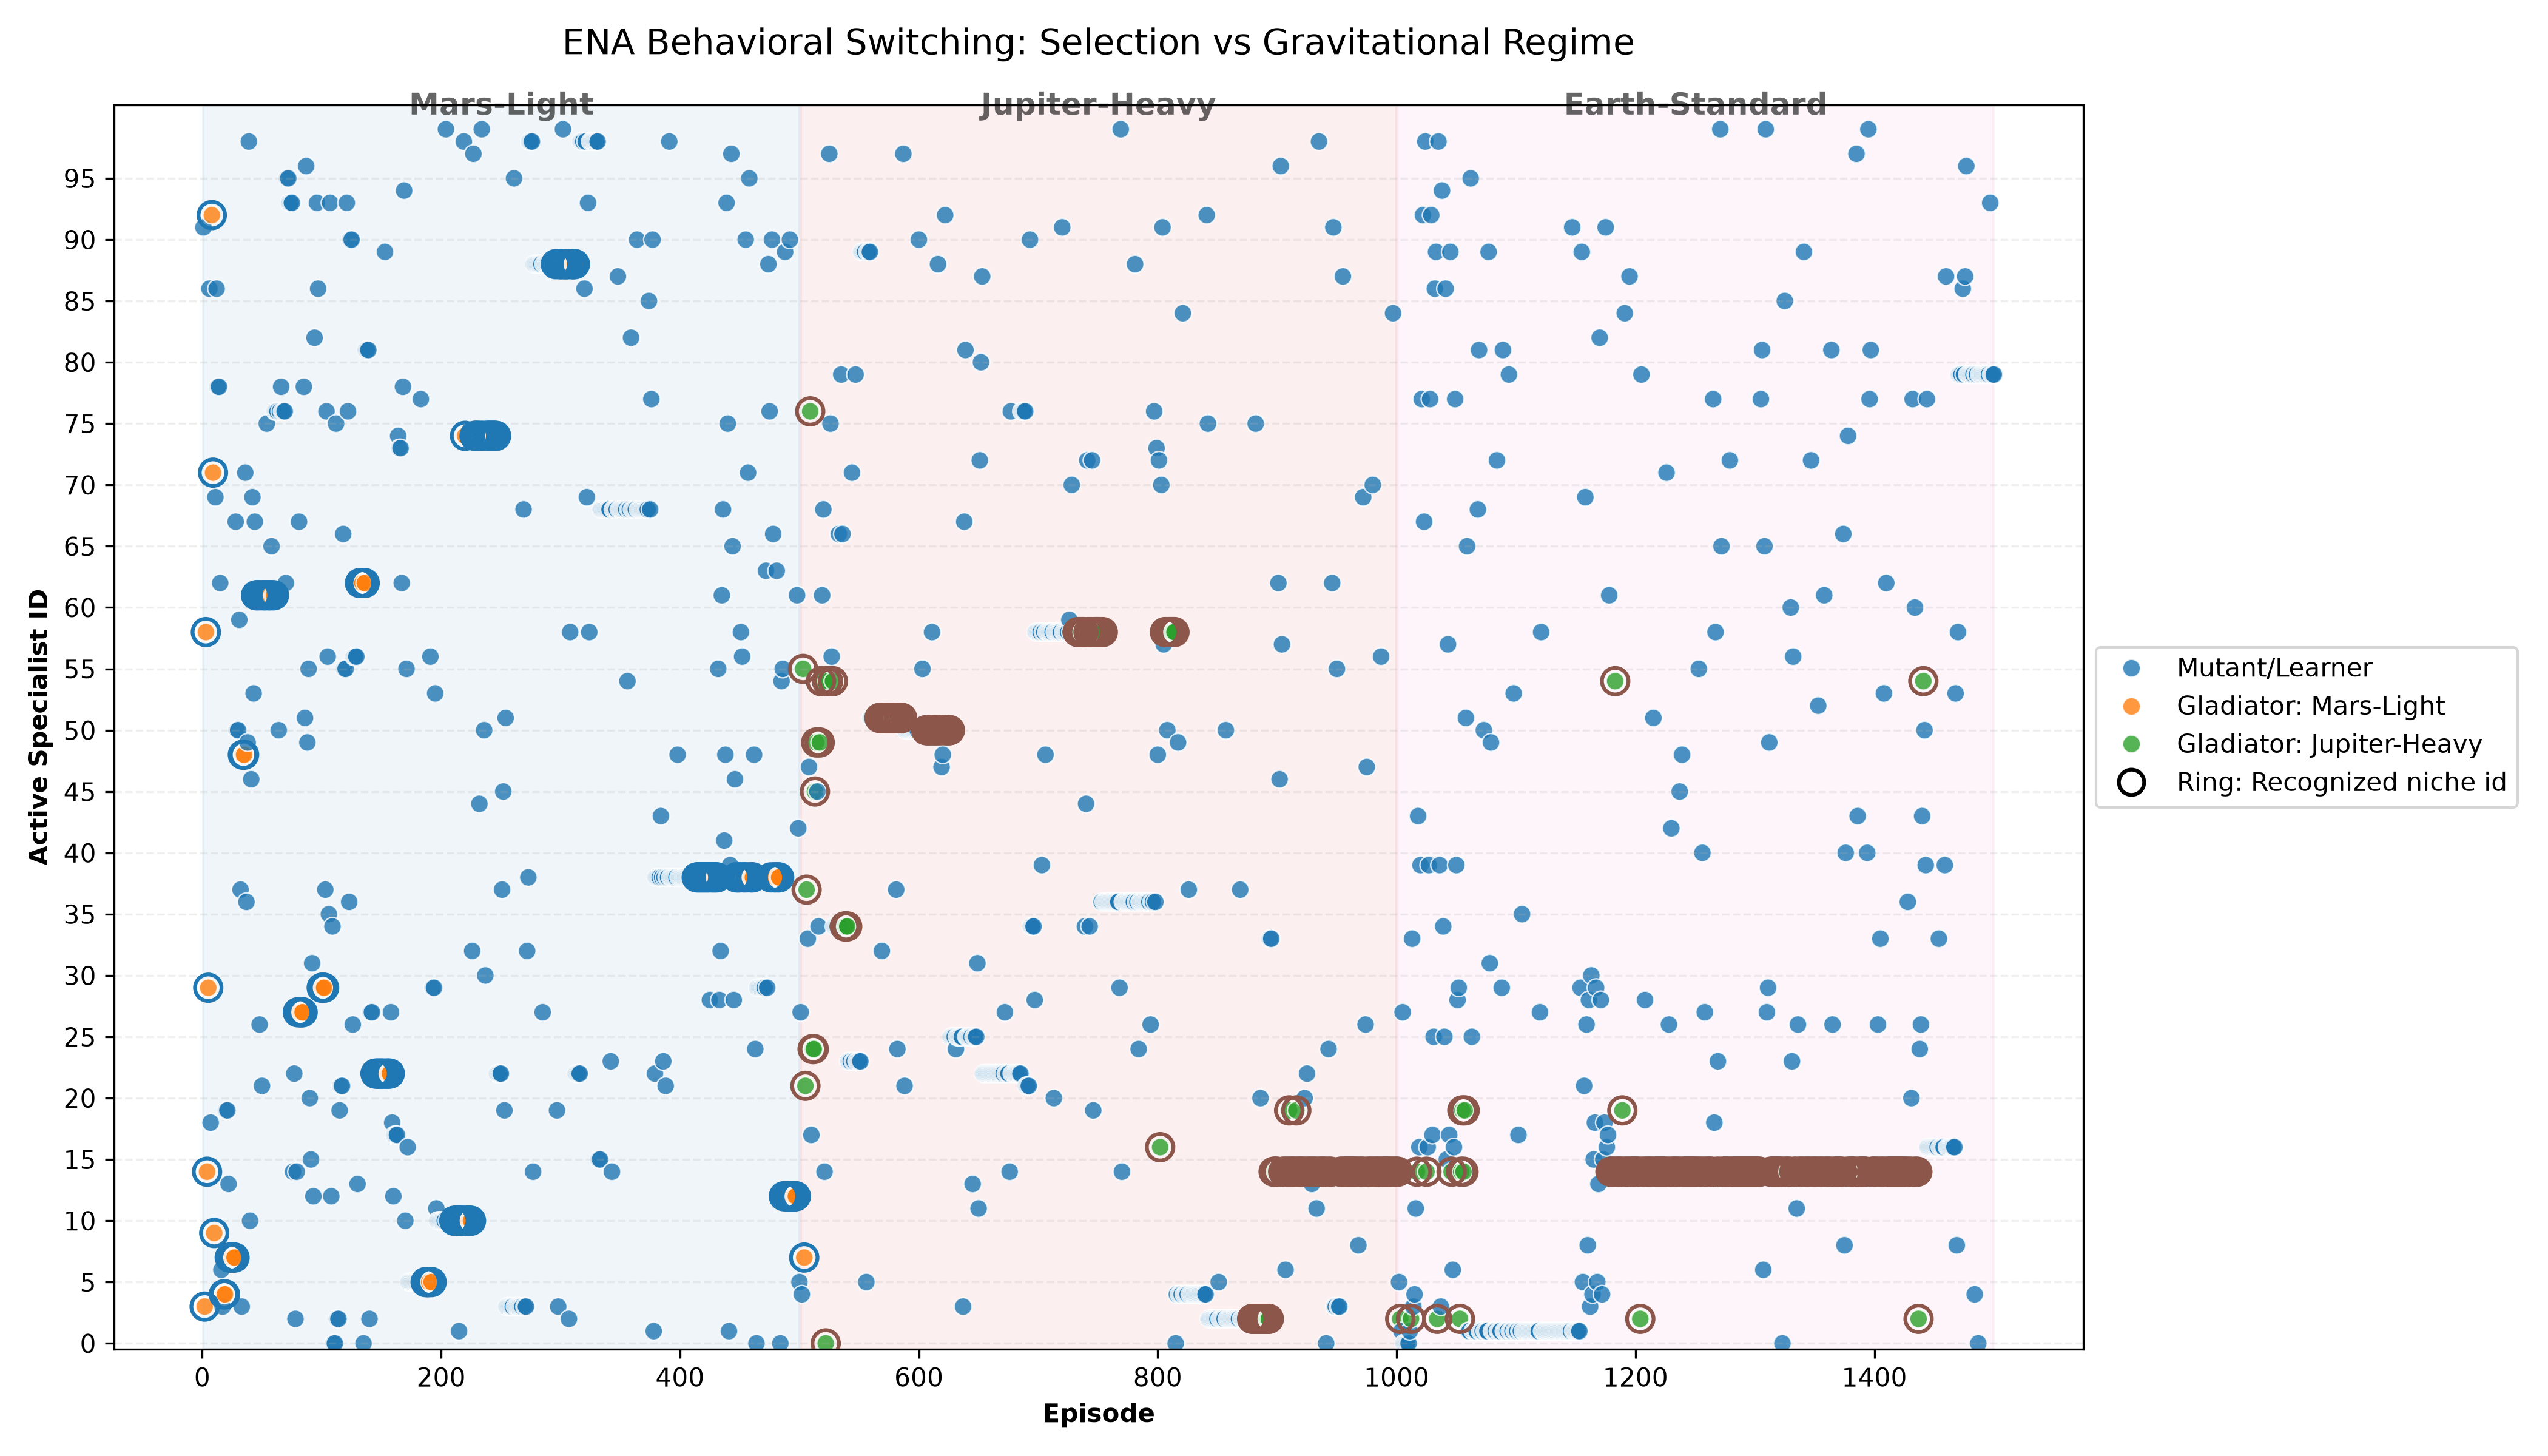 ENA Behavioral Switching: Selection vs Gravitational Regime
Mars-Light
Jupiter-Heavy
Earth-Standard
Active Specialist ID
95
90
85
80
75
70
65
60
55
50
45
40
35
30
25
20
15
10
5
0
0
200
400
600
800
1000
1200
1400
Episode
Mutant/Learner
Gladiator: Mars-Light
Gladiator: Jupiter-Heavy
Ring: Recognized niche id